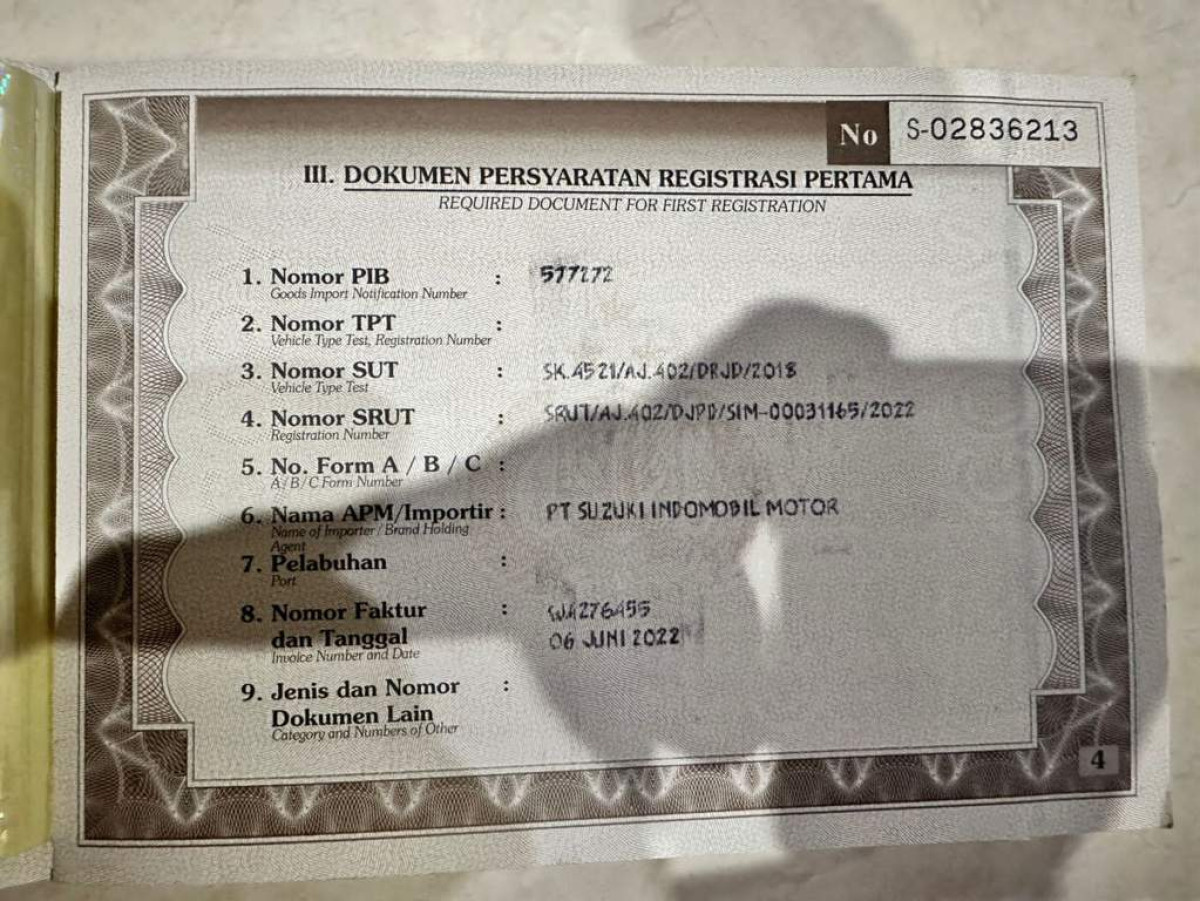 No S-02836213
III. DOKUMEN PERSYARATAN REGISTRASI PERTAMA
REQUIRED DOCUMENT FOR FIRST REGISTRATION
1. Nomor PIB : 577272
Goods Import Notification Number
2. Nomor TPT :
Vehicle Type Test, Registration Number
3. Nomor SUT : SK.4521/AJ.402/DRJD/2018
Vehicle Type Test
4. Nomor SRUT : SRUT/AJ.402/DJPD/SIM-00031165/2022
Registration Number
5. No. Form A / B / C :
A / B / C Form Number
6. Nama APM/Importir : PT SUZUKI INDOMOBIL MOTOR
Name of Importer / Brand Holding
Agent
7. Pelabuhan :
Port
8. Nomor Faktur :
dan Tanggal 06 JUNI 2022
Invoice Number and Date
9. Jenis dan Nomor :
Dokumen Lain
Category and Numbers of Other
4